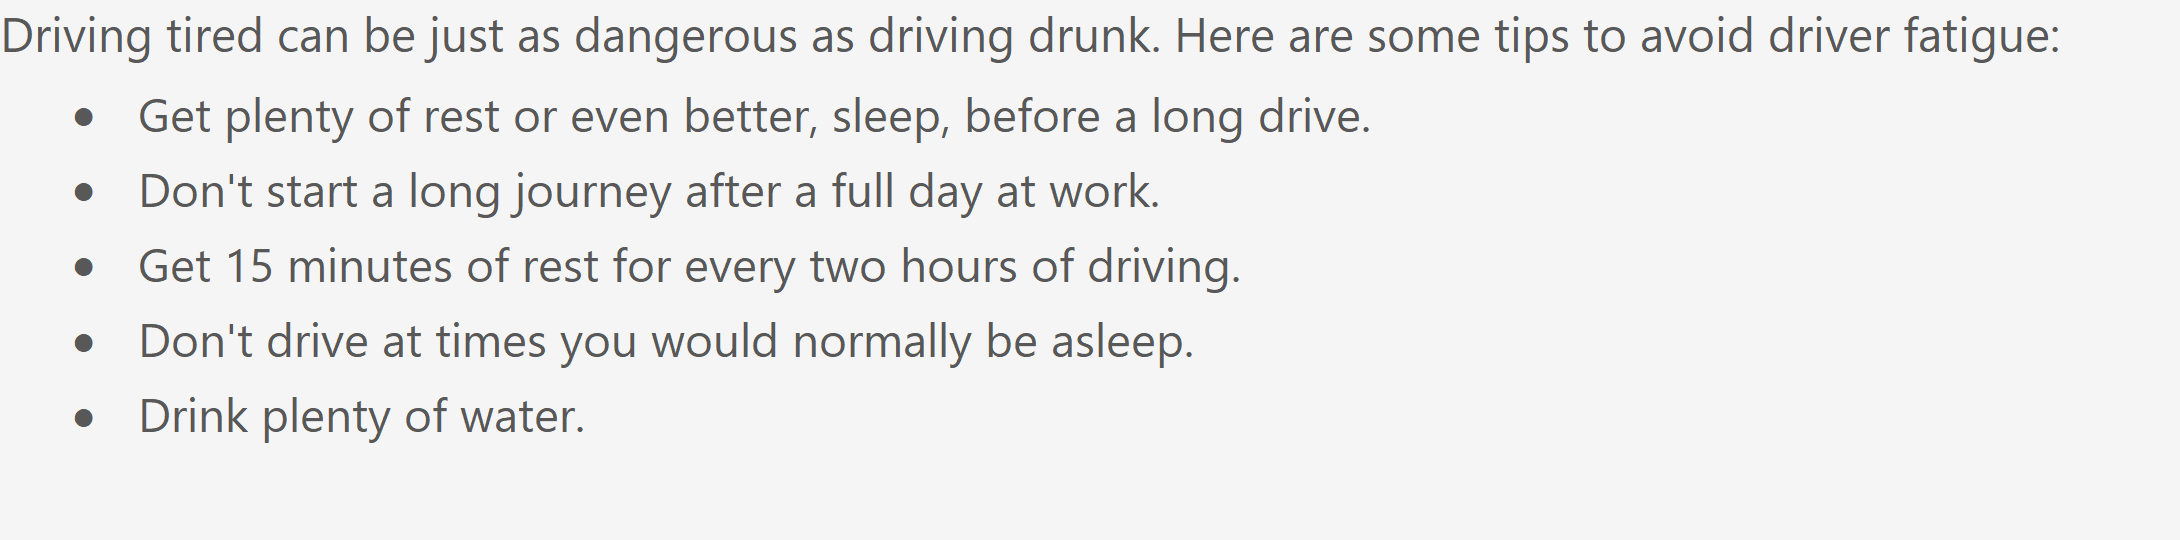 Driving tired can be just as dangerous as driving drunk. Here are some tips to avoid driver fatigue:
● Get plenty of rest or even better, sleep, before a long drive.
● Don't start a long journey after a full day at work.
● Get 15 minutes of rest for every two hours of driving.
● Don't drive at times you would normally be asleep.
● Drink plenty of water.